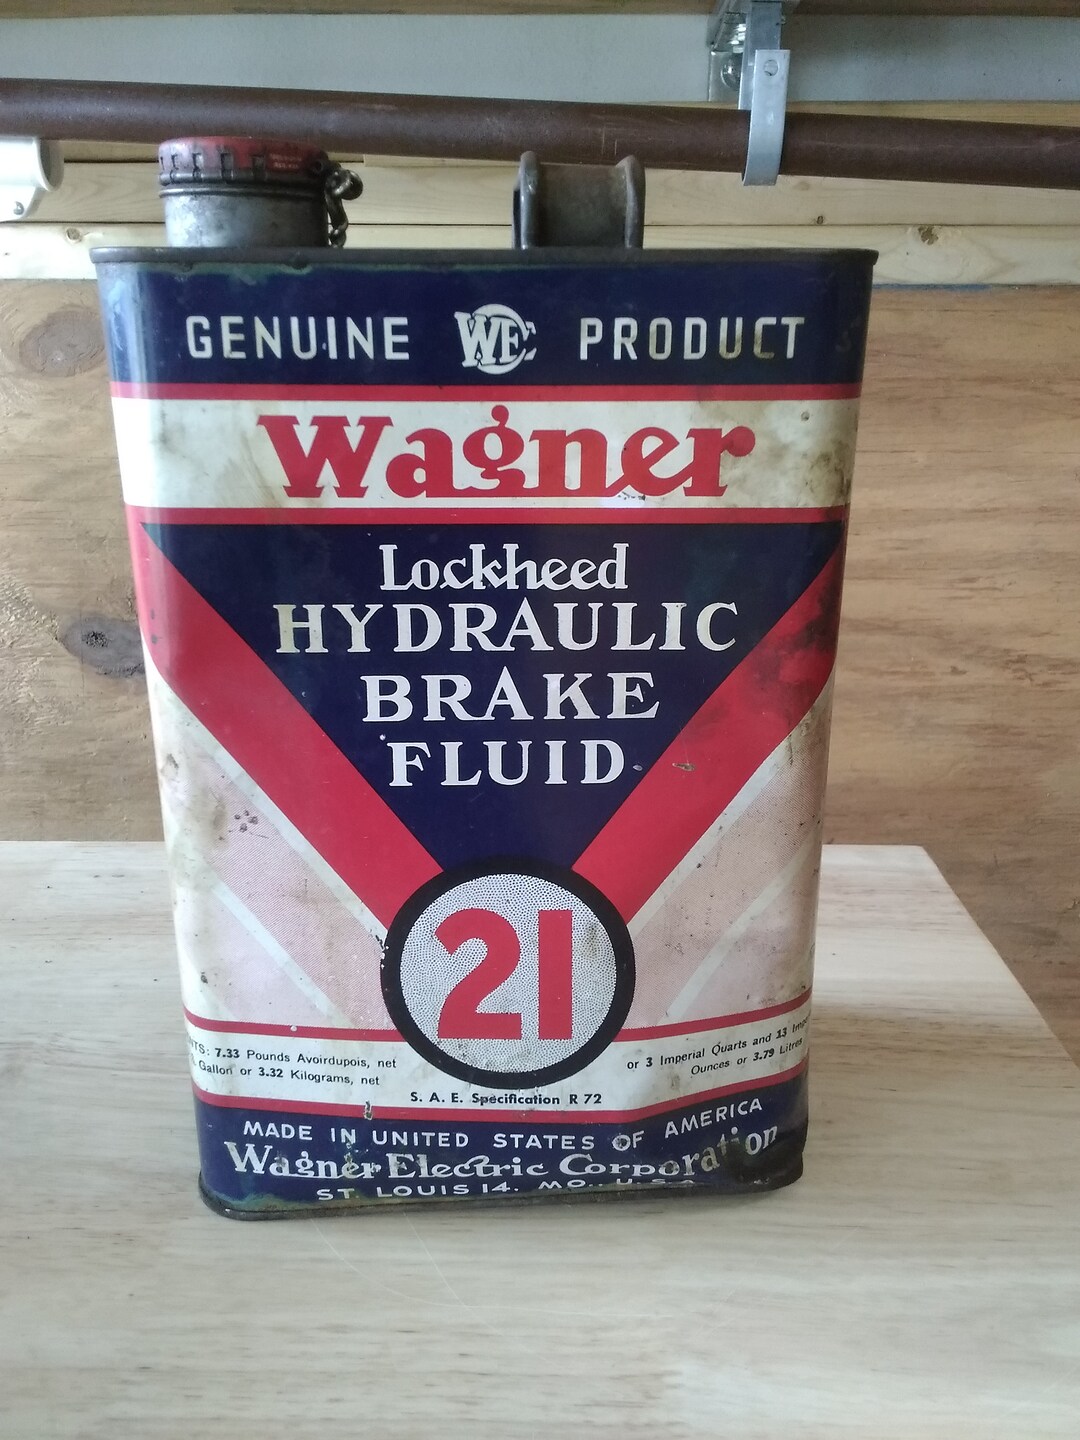 GENUINE WEC PRODUCT
Wagner
Lockheed
HYDRAULIC
BRAKE
FLUID
21
7.33 Pounds Avoirdupois, net
Gallon or 3.32 Kilograms, net
or 3 Imperial Quarts and 13
Ounces or 3.79 Litres
S. A. E. Specification R 72
MADE IN UNITED STATES OF AMERICA
Wagner Electric Corporation
ST. LOUIS 14, MO., U.S.A.